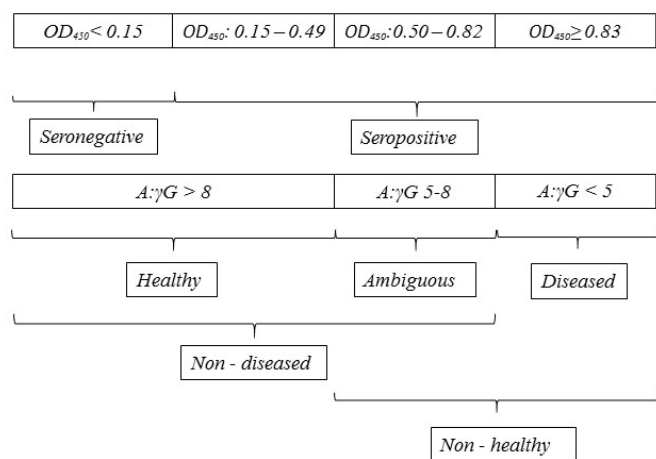 OD₄₅₀< 0.15 OD₄₅₀: 0.15 – 0.49 OD₄₅₀:0.50 – 0.82 OD₄₅₀≥ 0.83
Seronegative Seropositive
A:γG > 8 A:γG 5-8 A:γG < 5
Healthy Ambiguous Diseased
Non - diseased
Non - healthy